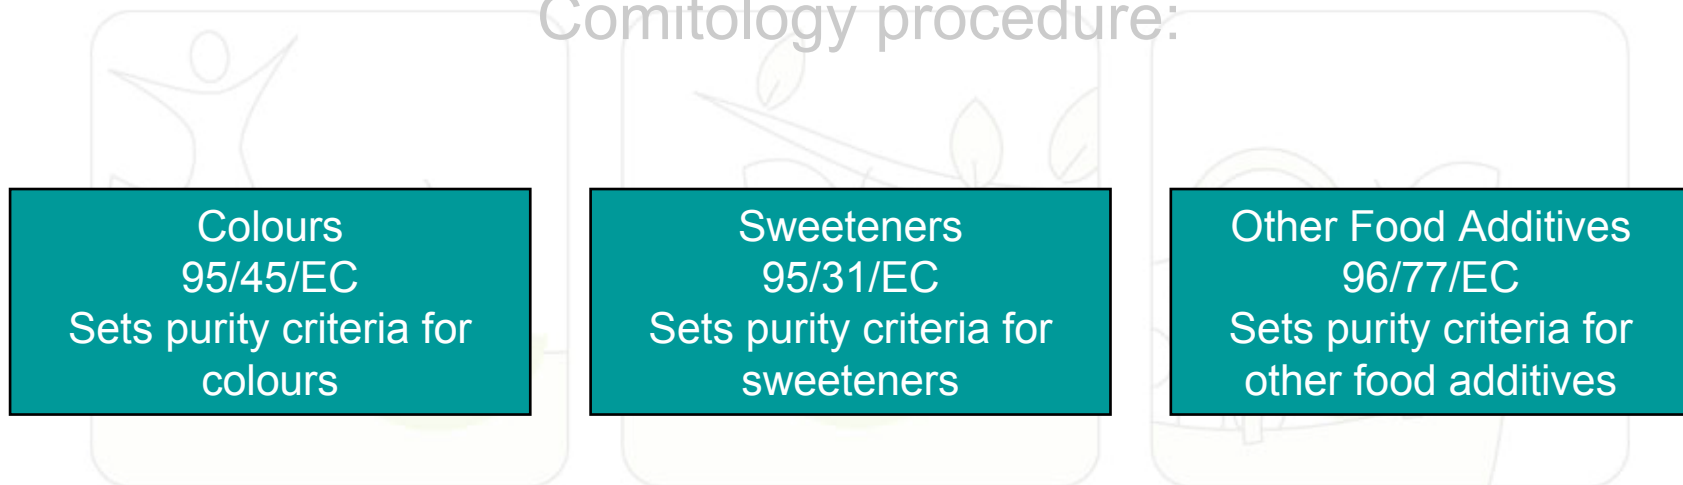 Comitology procedure:
Colours
95/45/EC
Sets purity criteria for
colours
Sweeteners
95/31/EC
Sets purity criteria for
sweeteners
Other Food Additives
96/77/EC
Sets purity criteria for
other food additives